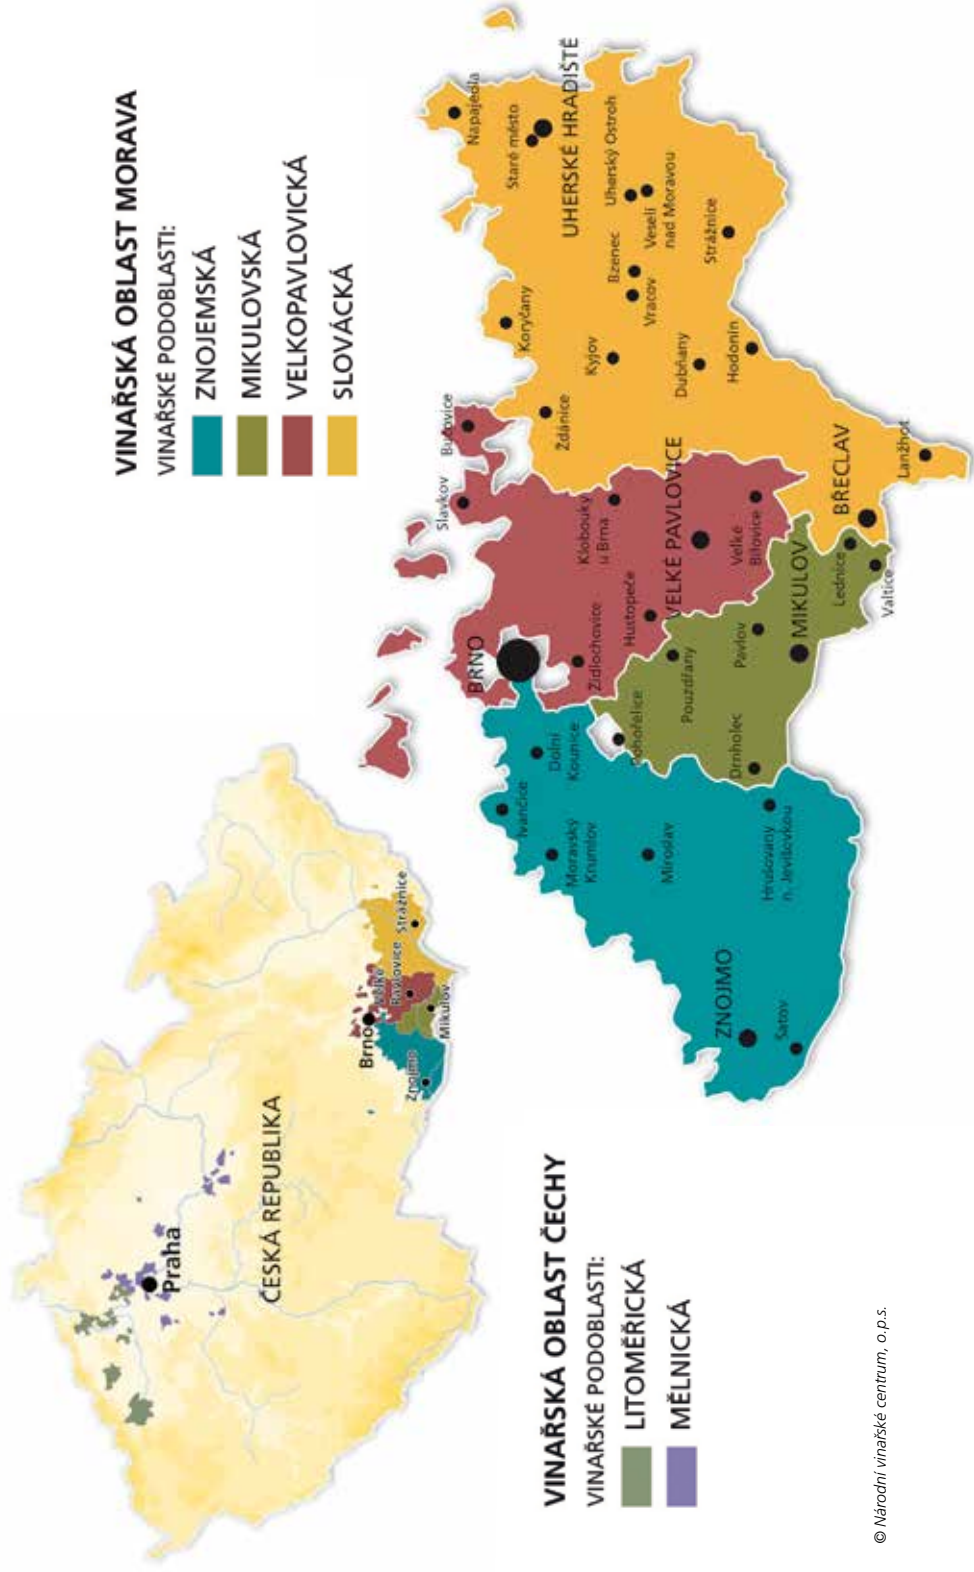 VINAŘSKÁ OBLAST MORAVA
VINAŘSKÉ PODOBLASTI:
ZNOJEMSKÁ
MIKULOVSKÁ
VELKOPAVLOVICKÁ
SLOVÁCKÁ
Praha
ČESKÁ REPUBLIKA
Brno
Velké
Pavlovice
Strážnice
Znojmo
Mikulov
VINAŘSKÁ OBLAST ČECHY
VINAŘSKÉ PODOBLASTI:
LITOMĚŘICKÁ
MĚLNICKÁ
BRNO
Slavkov
Bučovice
Koryčany
Napajedla
Staré město
UHERSKÉ HRADIŠTĚ
Ivančice
Dolní
Kounice
Moravský
Krumlov
Židlochovice
Klobouky
u Brna
Ždánice
Kyjov
Bzenec
Vracov
Uherský Ostroh
Veselí
nad Moravou
Miroslav
Pohořelice
Hustopeče
VELKÉ PAVLOVICE
Pouzdřany
Dubňany
Strážnice
Hodonín
ZNOJMO
Šatov
Hrušovany
n. Jevišovkou
Drnholec
Pavlov
Velké
Bílovice
MIKULOV
Lednice
Valtice
BŘECLAV
Lanžhot
© Národní vinařské centrum, o.p.s.